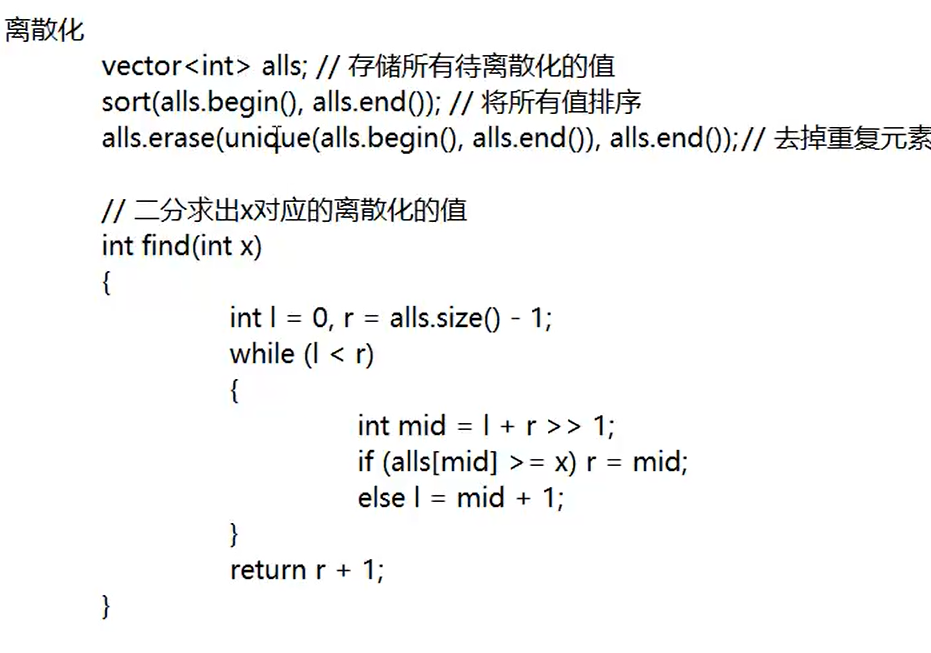 离散化
vector<int> alls; // 存储所有待离散化的值
sort(alls.begin(), alls.end()); // 将所有值排序
alls.erase(unique(alls.begin(), alls.end()), alls.end());// 去掉重复元素
// 二分求出x对应的离散化的值
int find(int x)
{
int l = 0, r = alls.size() - 1;
while (l < r)
{
int mid = l + r >> 1;
if (alls[mid] >= x) r = mid;
else l = mid + 1;
}
return r + 1;
}